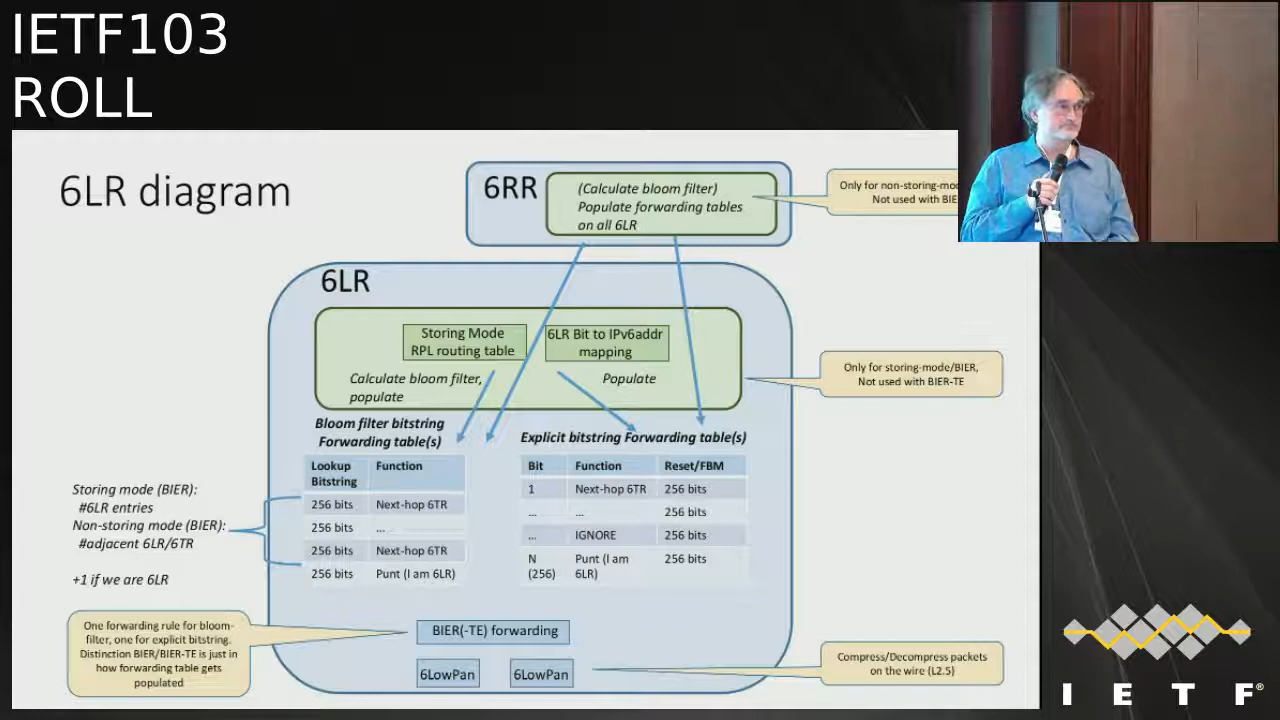 IETF103
ROLL
6LR diagram
6RR
(Calculate bloom filter)
Populate forwarding tables
on all 6LR
Only for
Not used with
6LR
Storing Mode
RPL routing table
6LR Bit to IPv6addr
mapping
Calculate bloom filter,
populate
Populate
Only for storing-mode/BIER,
Not used with BIER-TE
Bloom filter bitstring
Forwarding table(s)
Explicit bitstring Forwarding table(s)
Lookup Function
Bitstring
256 bits Next-hop 6TR
256 bits ...
256 bits Next-hop 6TR
256 bits Punt (I am 6LR)
Bit Function Reset/FBM
1 Next-hop 6TR 256 bits
... ... 256 bits
... IGNORE 256 bits
N Punt (I am 256 bits
(256) 6LR)
Storing mode (BIER):
#6LR entries
Non-storing mode (BIER):
#adjacent 6LR/6TR
+1 if we are 6LR
One forwarding rule for bloom-
filter, one for explicit bitstring.
Distinction BIER/BIER-TE is just in
how forwarding table gets
populated
BIER(-TE) forwarding
6LowPan
6LowPan
Compress/Decompress packets
on the wire (L2.5)
I E T F®